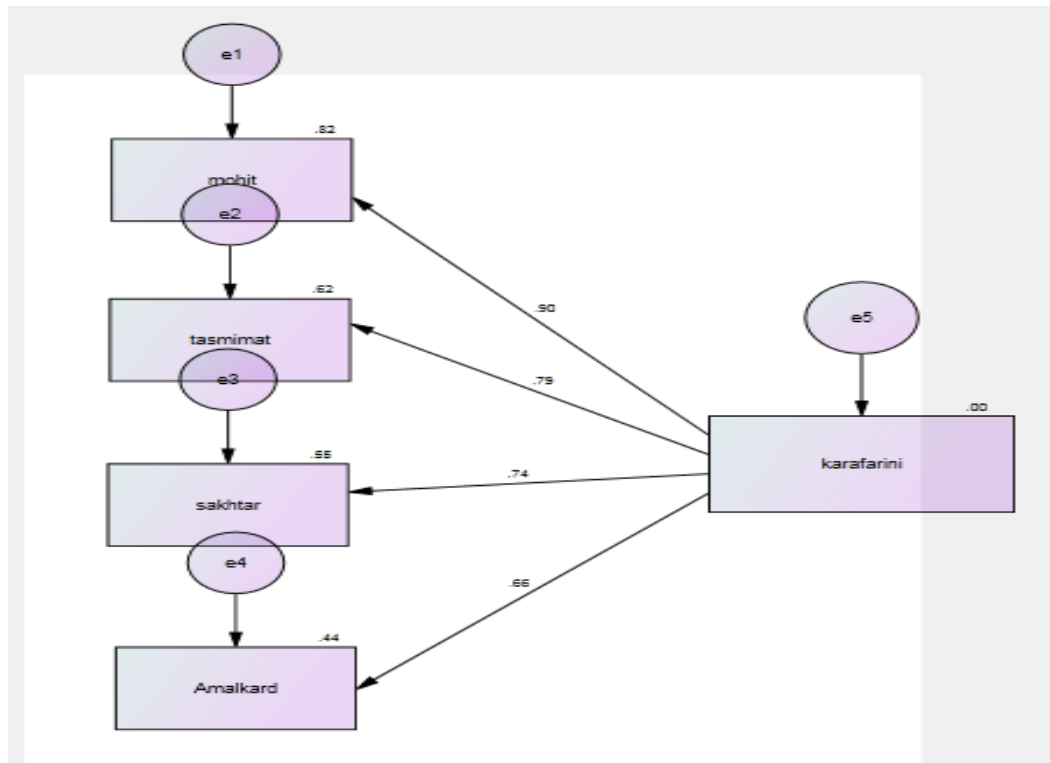 e1
.82
mohit
e2
.90
.62
e5
tasmimat
e3
.79
.00
.55
.74
karafarini
sakhtar
e4
.66
.44
Amalkard